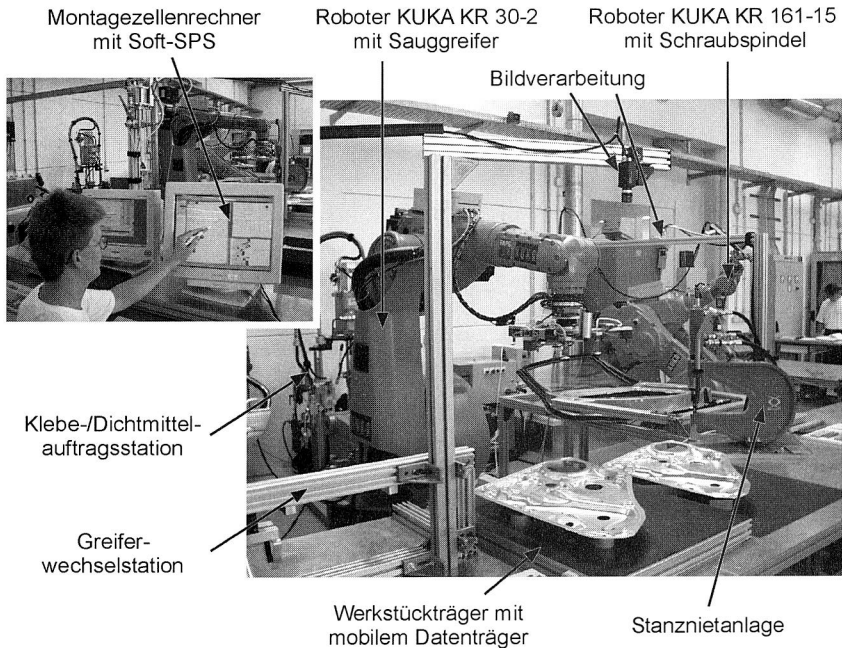 Montagezellenrechner
mit Soft-SPS
Roboter KUKA KR 30-2
mit Sauggreifer
Roboter KUKA KR 161-15
mit Schraubspindel
Bildverarbeitung
Klebe-/Dichtmittel-
auftragsstation
Greifer-
wechselstation
Werkstückträger mit
mobilem Datenträger
Stanznietanlage